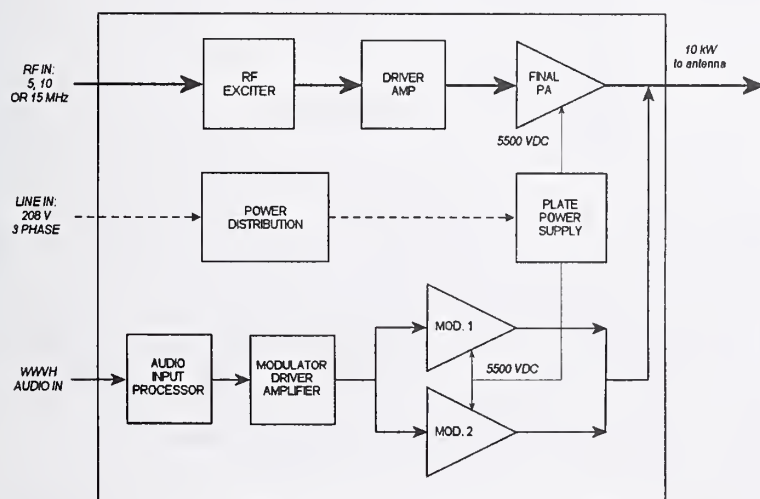 10 kW
to antenna
RF IN:
5, 10
OR 15 MHz
RF
EXCITER
DRIVER
AMP
FINAL
PA
5500 VDC
LINE IN:
208 V
3 PHASE
POWER
DISTRIBUTION
PLATE
POWER
SUPPLY
MOD. 1
WWVH
AUDIO IN
AUDIO
INPUT
PROCESSOR
MODULATOR
DRIVER
AMPLIFIER
5500 VDC
MOD. 2